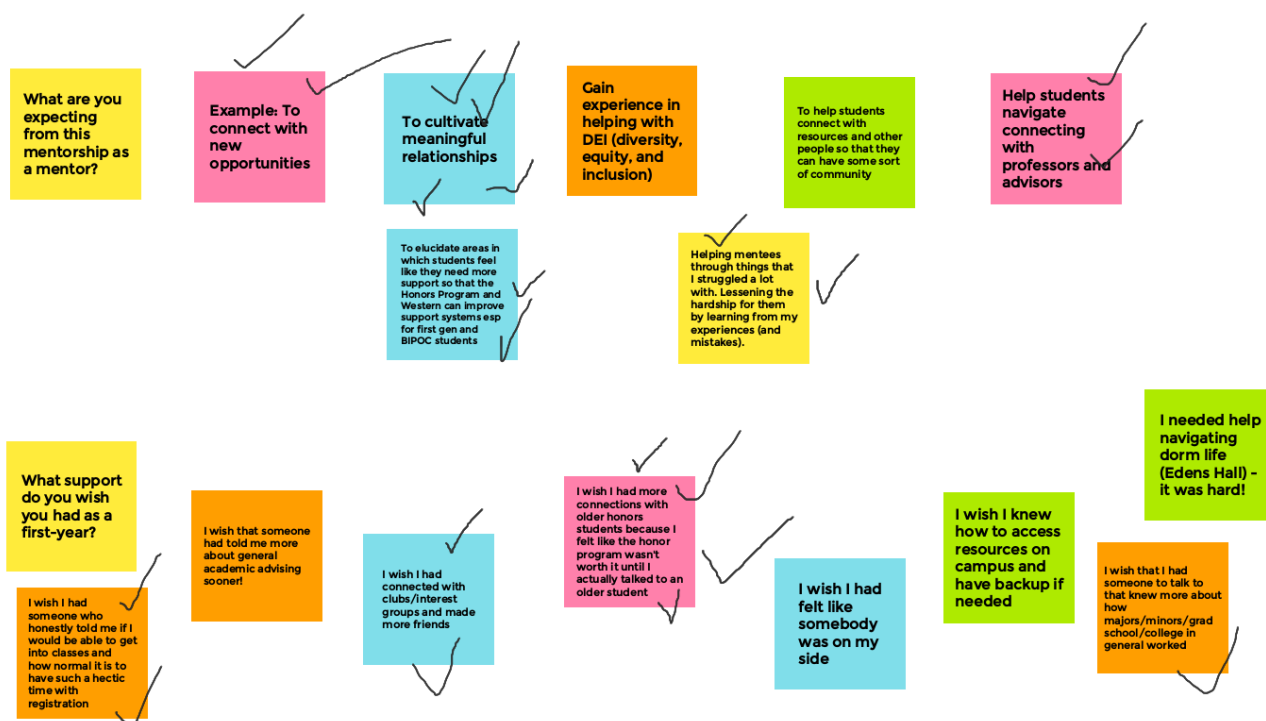 What are you
expecting
from this
mentorship as
a mentor?
Example: To
connect with
new
opportunities
To cultivate
meaningful
relationships
Gain
experience in
helping with
DEI (diversity,
equity, and
inclusion)
To help students
connect with
resources and other
people so that they
can have some sort
of community
Help students
navigate
connecting
with
professors and
advisors
To elucidate areas in
which students feel
like they need more
support so that the
Honors Program and
Western can improve
support systems esp
for first gen and
BIPOC students
Helping mentees
through things that
I struggled a lot
with. Lessening the
hardship for them
by learning from my
experiences (and
mistakes).
What support
do you wish
you had as a
first-year?
I wish I had
someone who
honestly told me if I
would be able to get
into classes and
how normal it is to
have such a hectic
time with
registration
I wish that someone
had told me more
about general
academic advising
sooner!
I wish I had
connected with
clubs/interest
groups and made
more friends
I wish I had more
connections with
older honors
students because I
felt like the honor
program wasn't
worth it until I
actually talked to an
older student
I wish I had
felt like
somebody
was on my
side
I wish I knew
how to access
resources on
campus and
have backup if
needed
I needed help
navigating
dorm life
(Edens Hall) -
it was hard!
I wish that I had
someone to talk to
that knew more about
how
majors/minors/grad
school/college in
general worked